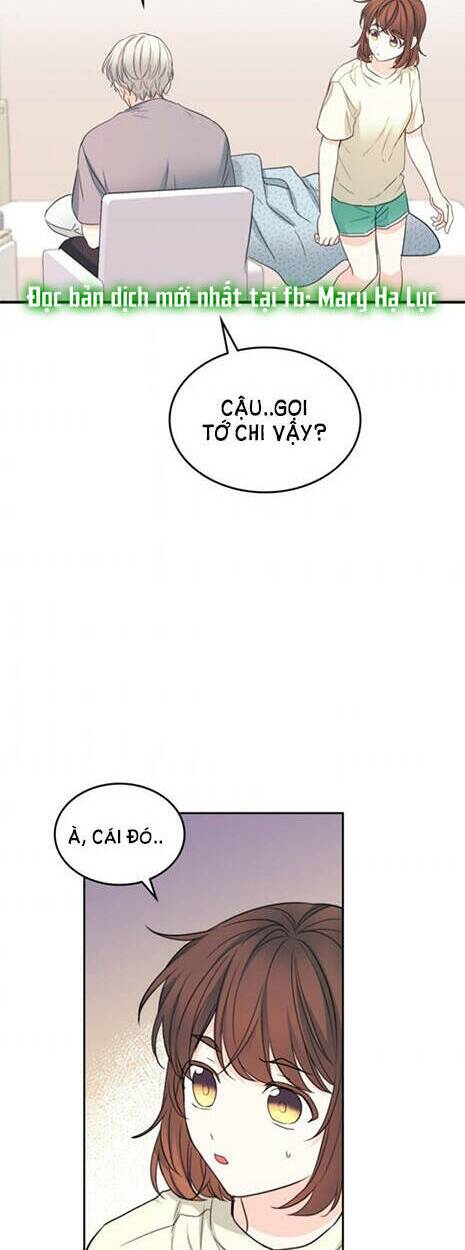 Đọc bản dịch mới nhất tại fb: Mary Hạ Lục
CẬU..GỌI
TỚ CHI VẬY?
À, CÁI ĐÓ..